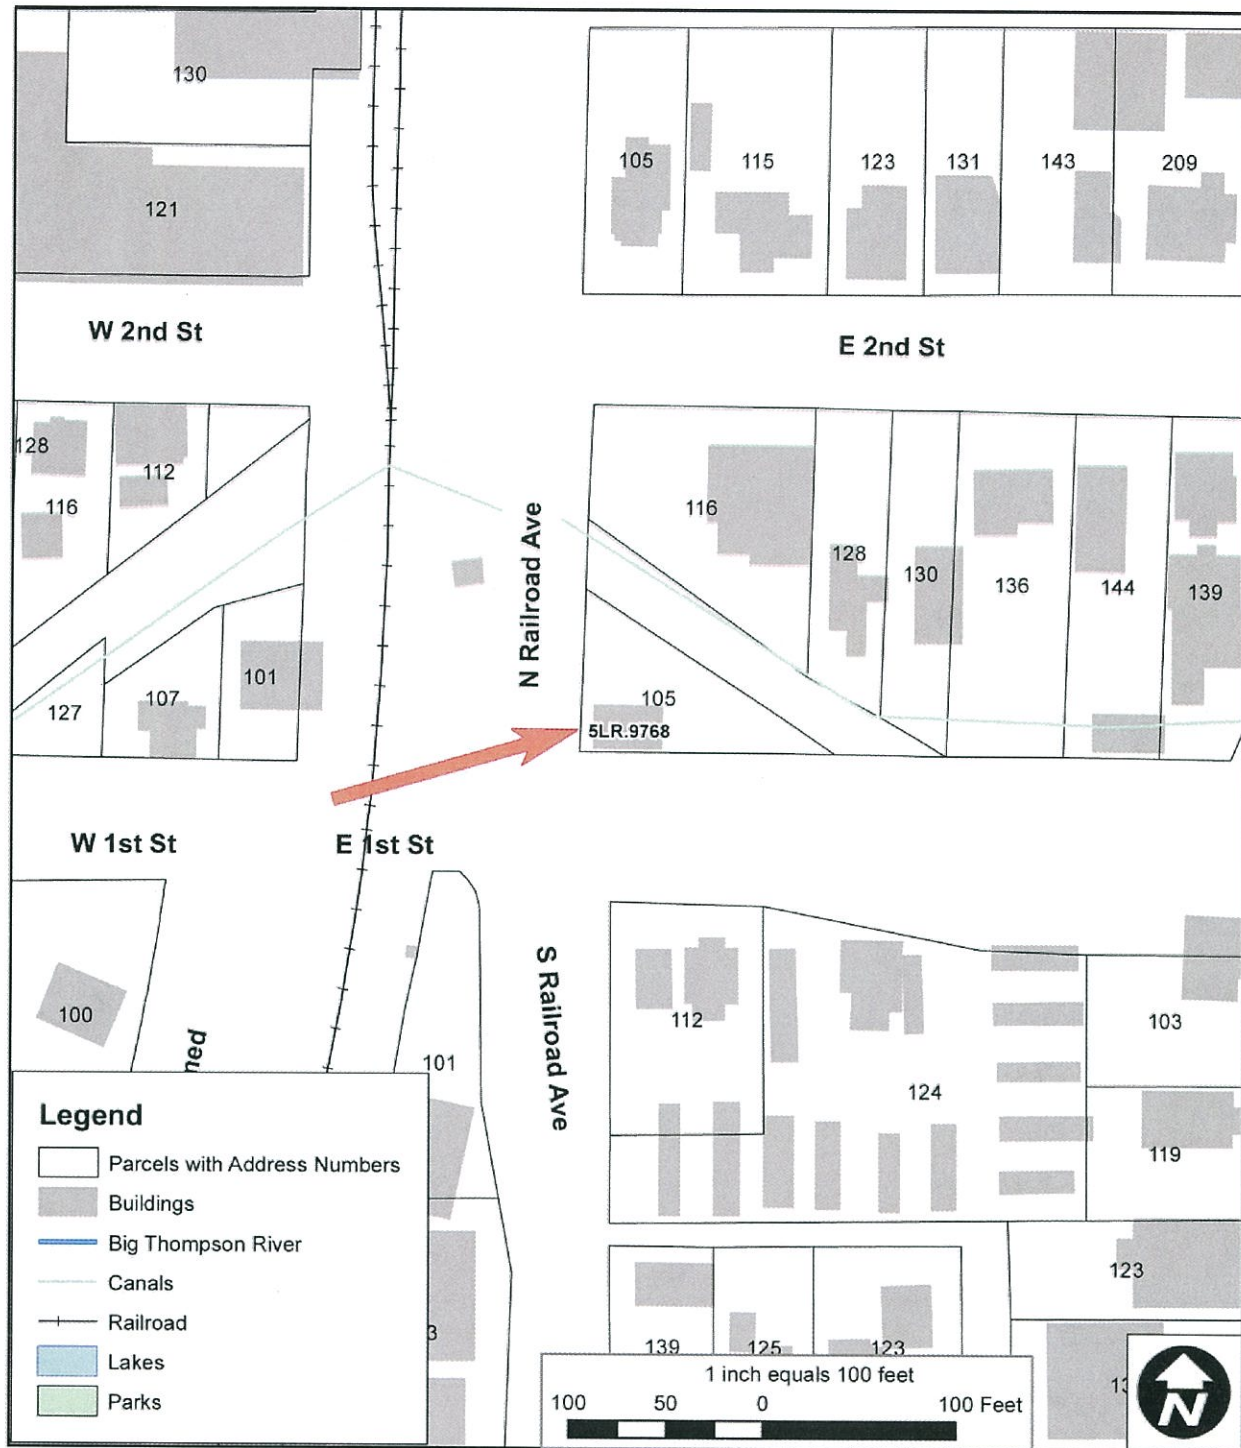 130
121
105
115
123
131
143
209
W 2nd St
E 2nd St
128
112
116
116
128
130
136
144
139
N Railroad Ave
127
107
101
105
5LR.9768
W 1st St
E 1st St
100
ned
101
S Railroad Ave
112
124
103
119
123
139
125
123
3
Legend
Parcels with Address Numbers
Buildings
Big Thompson River
Canals
Railroad
Lakes
Parks
1 inch equals 100 feet
100 50 0 100 Feet
N